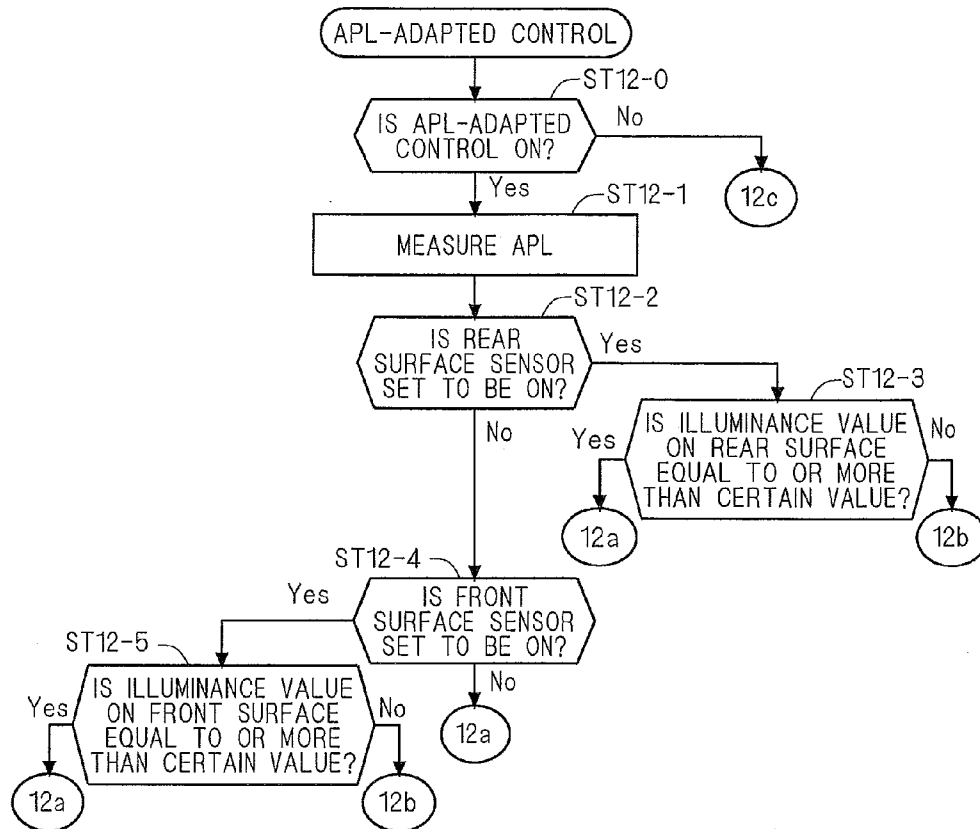 APL-ADAPTED CONTROL
ST12-0
IS APL-ADAPTED
CONTROL ON?
No
12c
Yes
ST12-1
MEASURE APL
ST12-2
IS REAR
SURFACE SENSOR
SET TO BE ON?
Yes
No
ST12-3
IS ILLUMINANCE VALUE
ON REAR SURFACE
EQUAL TO OR MORE
THAN CERTAIN VALUE?
Yes
No
12a
12b
ST12-4
IS FRONT
SURFACE SENSOR
SET TO BE ON?
Yes
No
12a
ST12-5
IS ILLUMINANCE VALUE
ON FRONT SURFACE
EQUAL TO OR MORE
THAN CERTAIN VALUE?
Yes
No
12a
12b